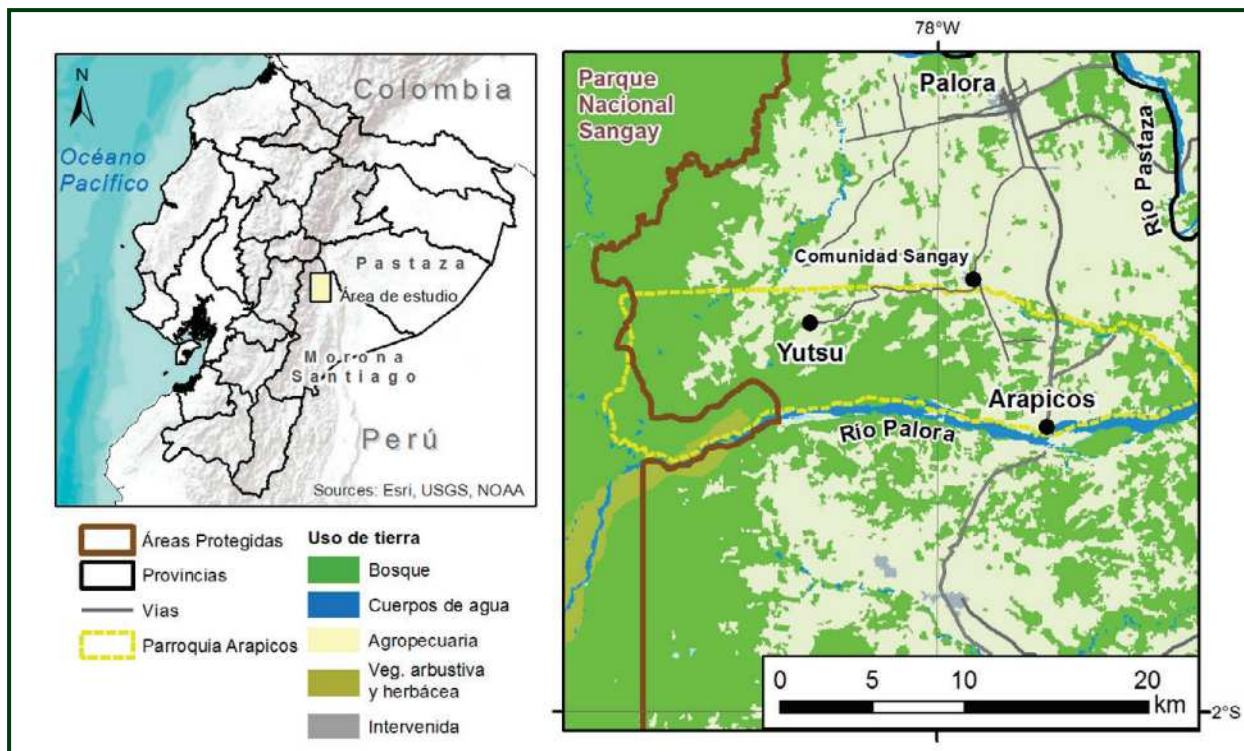 N
Colombia
Océano
Pacífico
Pastaza
Área de estudio
Morona
Santiago
Perú
Sources: Esri, USGS, NOAA
Áreas Protegidas
Provincias
Vías
Parroquia Arapicos
Uso de tierra
Bosque
Cuerpos de agua
Agropecuaria
Veg. arbustiva
y herbácea
Intervenida
78°W
Parque
Nacional
Sangay
Palora
Río Pastaza
Comunidad Sangay
Yutsu
Arapicos
Río Palora
0 5 10 20
km
2°S